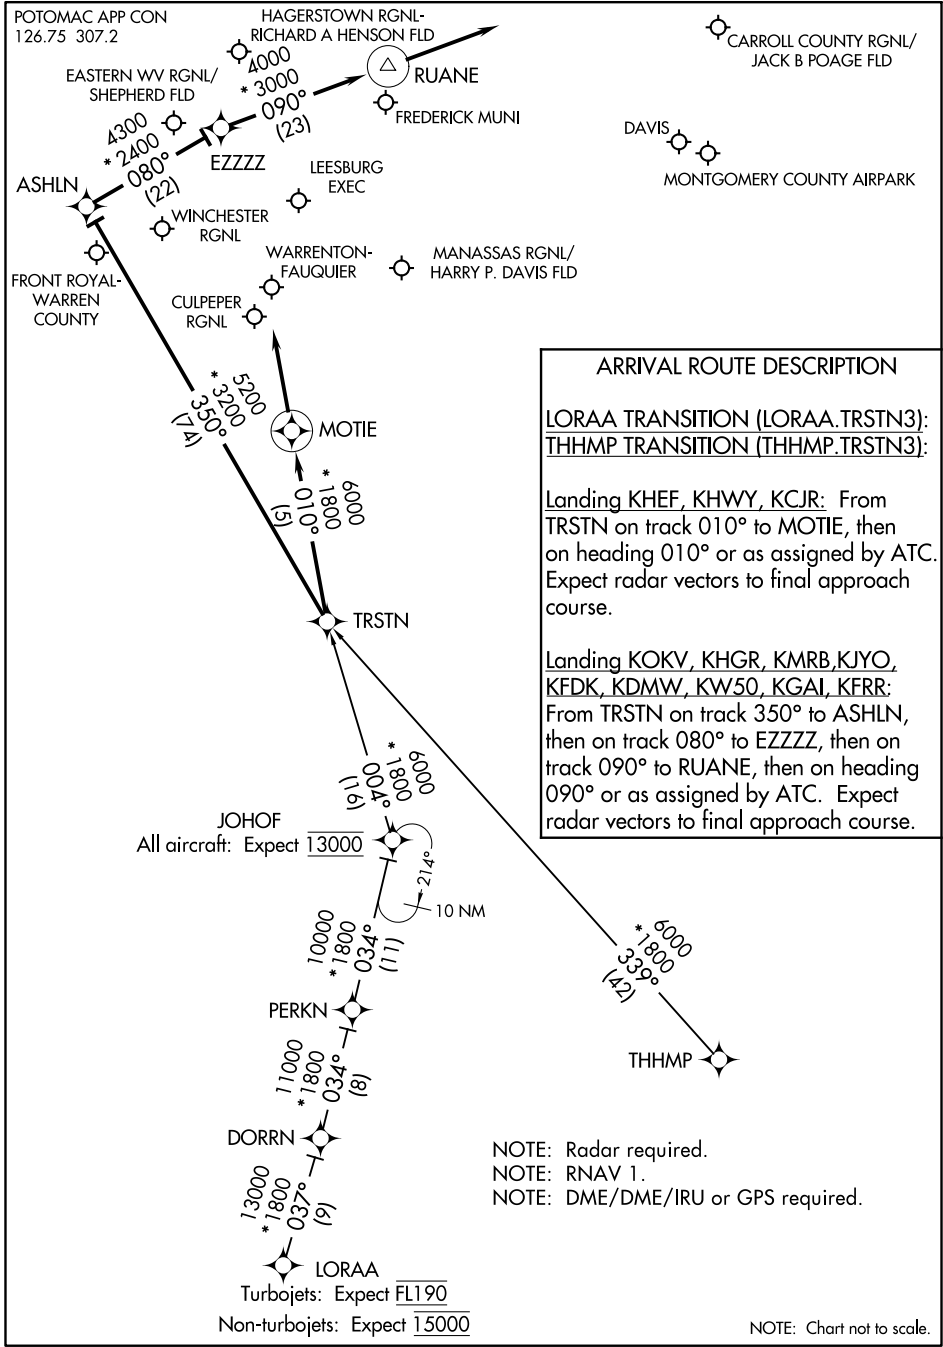 POTOMAC APP CON
126.75 307.2
HAGERSTOWN RGNL-
RICHARD A HENSON FLD
CARROLL COUNTY RGNL/
JACK B POAGE FLD
EASTERN WV RGNL/
SHEPHERD FLD
4000
* 3000
090°
(23)
RUANE
FREDERICK MUNI
4300
* 2400
080°
(22)
EZZZZ
DAVIS
MONTGOMERY COUNTY AIRPARK
ASHLN
LEESBURG
EXEC
WINCHESTER
RGNL
WARRENTON-
FAUQUIER
MANASSAS RGNL/
HARRY P. DAVIS FLD
FRONT ROYAL-
WARREN
COUNTY
CULPEPER
RGNL
5200
* 3200
350°
(74)
MOTIE
6000
* 1800
010°
(5)
TRSTN
ARRIVAL ROUTE DESCRIPTION
LORAA TRANSITION (LORAA.TRSTN3):
THHMP TRANSITION (THHMP.TRSTN3):
Landing KHEF, KHWY, KCJR: From
TRSTN on track 010° to MOTIE, then
on heading 010° or as assigned by ATC.
Expect radar vectors to final approach
course.
Landing KOKV, KHGR, KMRB,KJYO,
KFDK, KDMW, KW50, KGAI, KFRR:
From TRSTN on track 350° to ASHLN,
then on track 080° to EZZZZ, then on
track 090° to RUANE, then on heading
090° or as assigned by ATC. Expect
radar vectors to final approach course.
6000
* 1800
004°
(16)
JOHOF
All aircraft: Expect 13000
214°
10 NM
10000
* 1800
034°
(11)
6000
* 1800
339°
(42)
PERKN
THHMP
11000
* 1800
034°
(8)
DORRN
13000
* 1800
037°
(9)
NOTE: Radar required.
NOTE: RNAV 1.
NOTE: DME/DME/IRU or GPS required.
LORAA
Turbojets: Expect FL190
Non-turbojets: Expect 15000
NOTE: Chart not to scale.